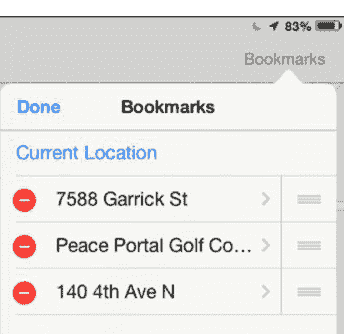 83%
Bookmarks
Done Bookmarks
Current Location
7588 Garrick St
Peace Portal Golf Co...
140 4th Ave N